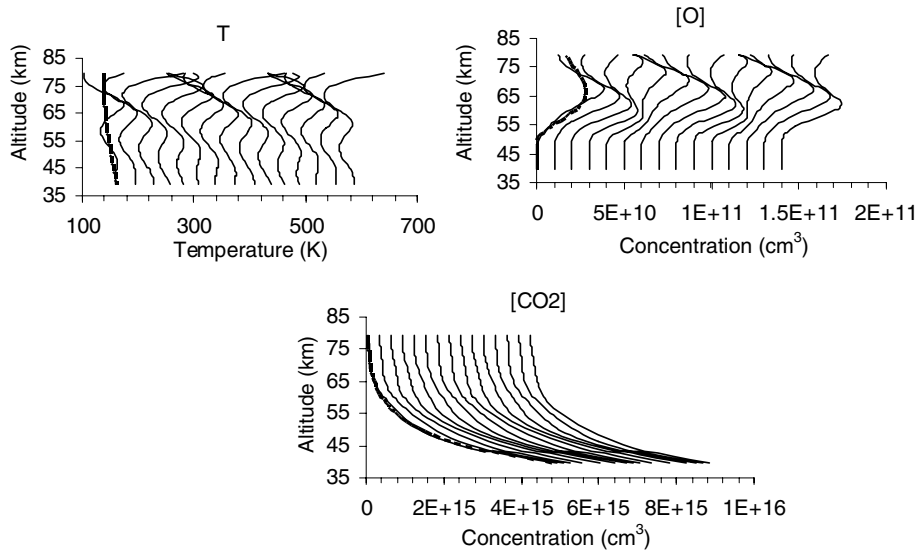 T
85
75
65
55
45
35
Altitude (km)
100 300 500 700
Temperature (K)
[O]
85
75
65
55
45
35
Altitude (km)
0 5E+10 1E+11 1.5E+11 2E+11
Concentration (cm3)
[CO2]
85
75
65
55
45
35
Altitude (km)
0 2E+15 4E+15 6E+15 8E+15 1E+16
Concentration (cm3)